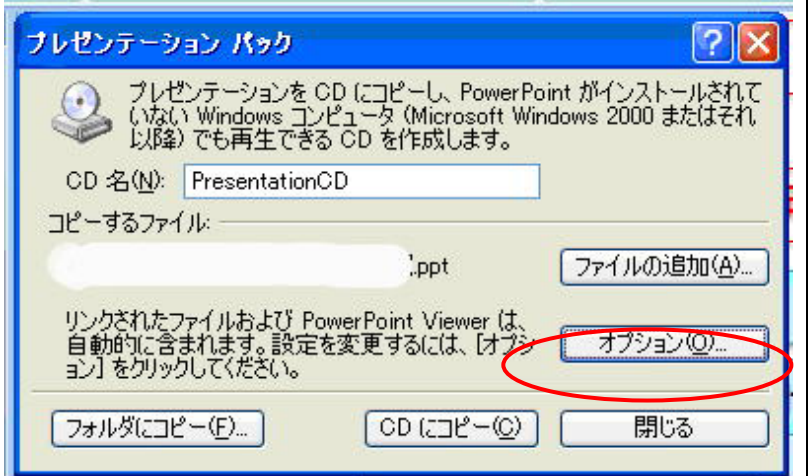 プレゼンテーション パック
プレゼンテーションを CD にコピーし、PowerPoint がインストールされて
いない Windows コンピュータ (Microsoft Windows 2000 またはそれ
以降) でも再生できる CD を作成します。
CD 名(N): PresentationCD
コピーするファイル:
.ppt ファイルの追加(A)...
リンクされたファイルおよび PowerPoint Viewer は、
自動的に含まれます。設定を変更するには、[オプシ
ョン] をクリックしてください。
オプション(O)...
フォルダにコピー(F)... CD にコピー(C) 閉じる